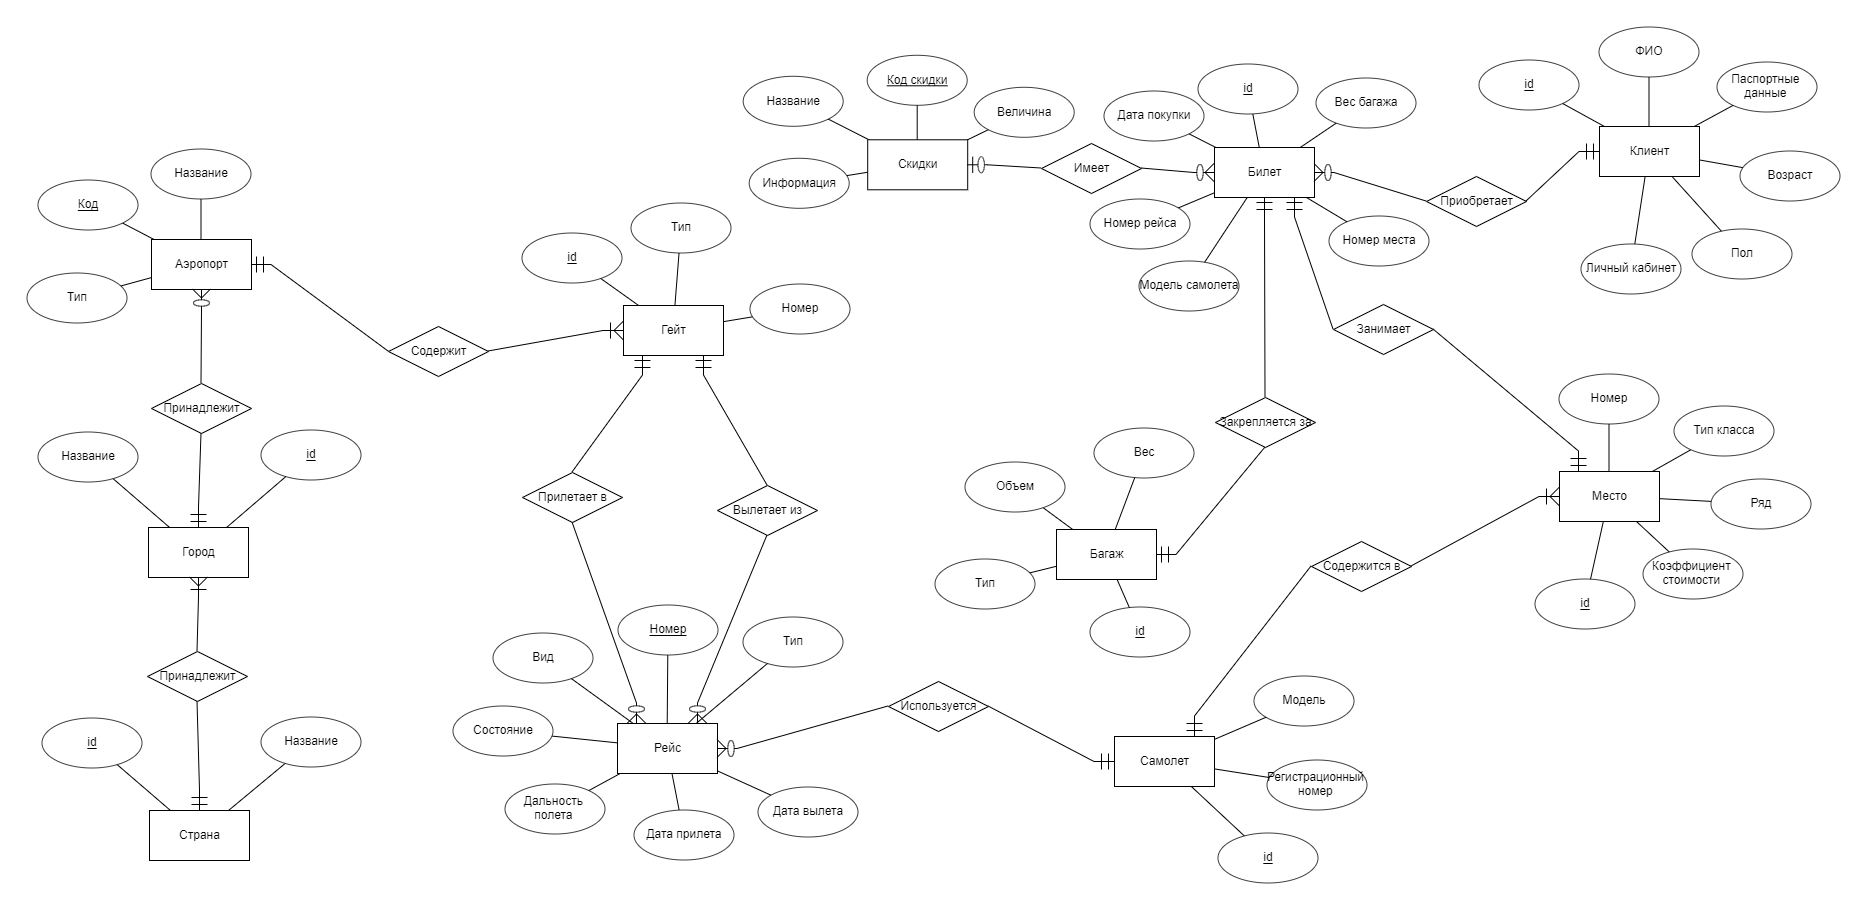 ФИО
Код скидки
Паспортные
данные
id
id
Название
Вес багажа
Величина
Дата покупки
Клиент
Скидки
Имеет
Билет
Название
Возраст
Информация
Приобретает
Код
Номер рейса
Тип
Номер места
Пол
Аэропорт
id
Личный кабинет
Модель самолета
Тип
Номер
Гейт
Занимает
Содержит
Номер
Принадлежит
Закрепляется за
Тип класса
Вес
Название
id
Объем
Место
Прилетает в
Ряд
Вылетает из
Город
Багаж
Содержится в
Коэффициент
стоимости
Тип
id
Номер
id
Тип
Вид
Принадлежит
Модель
Используется
Состояние
id
Название
Рейс
Самолет
Регистрационный
номер
Дальность
полета
Дата вылета
Дата прилета
Страна
id